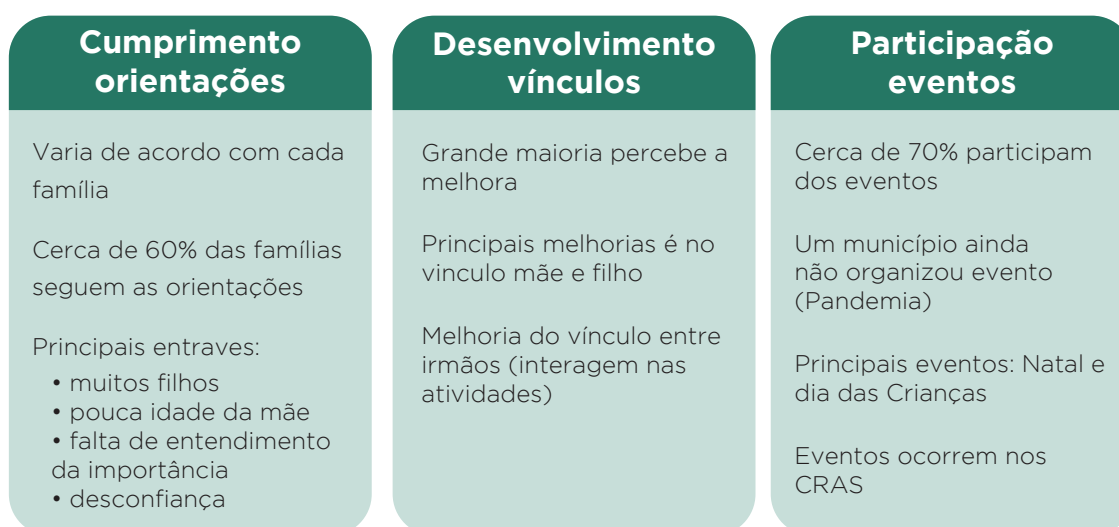 Cumprimento
orientações
Varia de acordo com cada
família
Cerca de 60% das famílias
seguem as orientações
Principais entraves:
• muitos filhos
• pouca idade da mãe
• falta de entendimento
da importância
• desconfiança
Desenvolvimento
vínculos
Grande maioria percebe a
melhora
Principais melhorias é no
vinculo mãe e filho
Melhoria do vínculo entre
irmãos (interagem nas
atividades)
Participação
eventos
Cerca de 70% participam
dos eventos
Um município ainda
não organizou evento
(Pandemia)
Principais eventos: Natal e
dia das Crianças
Eventos ocorrem nos
CRAS